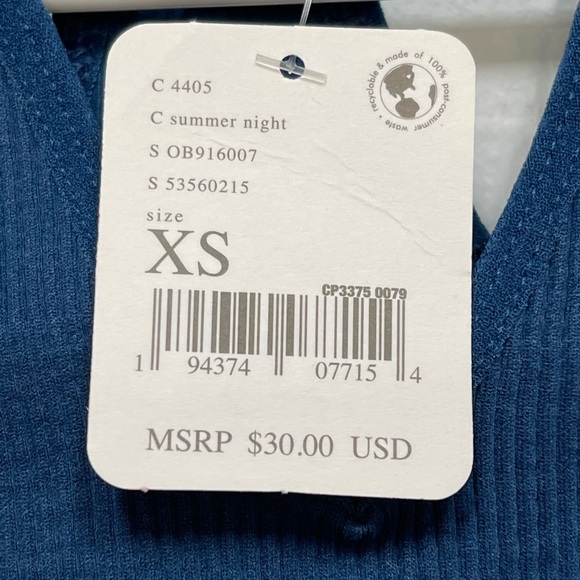 recyclable & made of 100% post-consumer waste •
C 4405
C summer night
S OB916007
S 53560215
size
XS
CP3375 0079
1 94374 07715 4
MSRP $30.00 USD